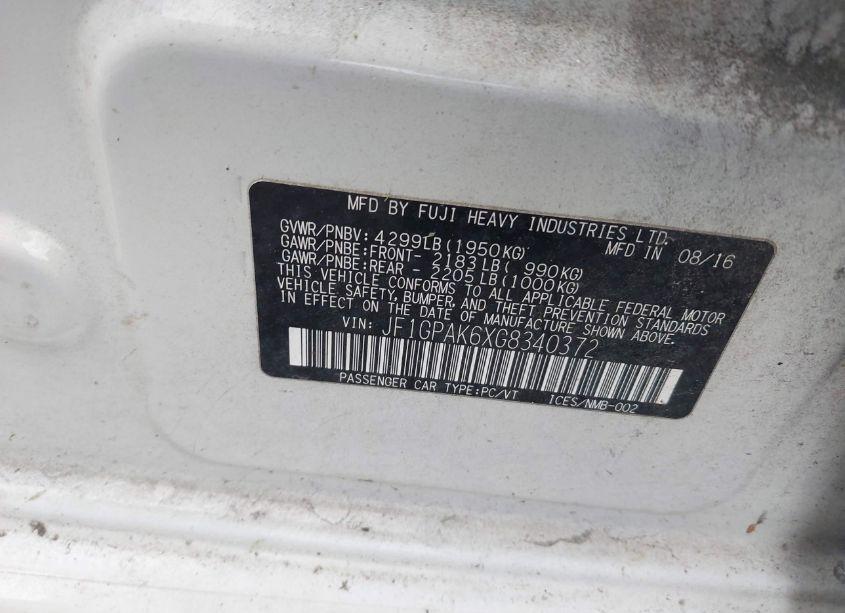 MFD BY FUJI HEAVY INDUSTRIES LTD.
GVWR/PNBV: 4299LB (1950KG) MFD IN 08/16
GAWR/PNBE:FRONT- 2183LB( 990KG)
GAWR/PNBE:REAR - 2205LB(1000KG)
THIS VEHICLE CONFORMS TO ALL APPLICABLE FEDERAL MOTOR
VEHICLE SAFETY, BUMPER, AND THEFT PREVENTION STANDARDS
IN EFFECT ON THE DATE OF MANUFACTURE SHOWN ABOVE.
VIN: JF1GPAK6XG8340372
PASSENGER CAR TYPE:PC/VT ICES/NMB-002